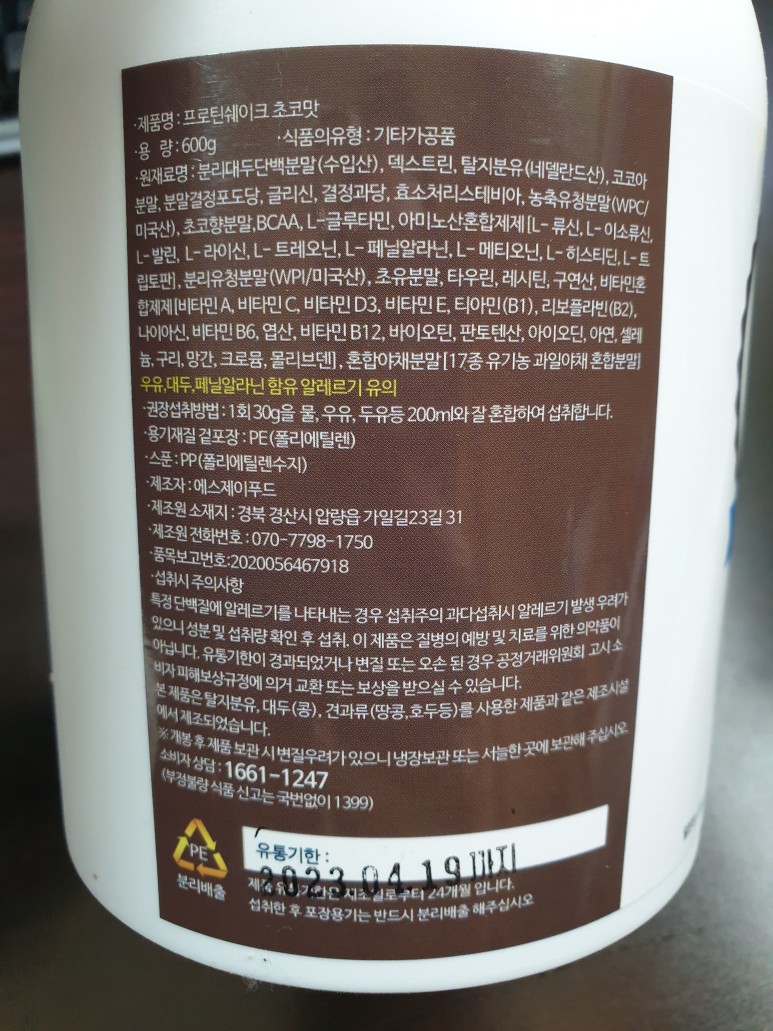 ·제품명 : 프로틴쉐이크 초코맛
·용 량 : 600g ·식품의유형 : 기타가공품
·원재료명 : 분리대두단백분말(수입산), 덱스트린, 탈지분유(네델란드산), 코코아
분말, 분말결정포도당, 글리신, 결정과당, 효소처리스테비아, 농축유청분말(WPC/
미국산), 초코향분말,BCAA, L-글루타민, 아미노산혼합제제[L-류신, L-이소류신,
L-발린, L-라이신, L-트레오닌, L-페닐알라닌, L-메티오닌, L-히스티딘, L-트
립토판], 분리유청분말(WPI/미국산), 초유분말, 타우린, 레시틴, 구연산, 비타민혼
합제제[비타민A, 비타민C, 비타민D3, 비타민E, 티아민(B1), 리보플라빈(B2),
나이아신, 비타민B6, 엽산, 비타민B12, 바이오틴, 판토텐산, 아이오딘, 아연, 셀레
늄, 구리, 망간, 크로뮴, 몰리브덴], 혼합야채분말[17종 유기농 과일야채 혼합분말]
우유,대두,페닐알라닌 함유 알레르기 유의
·권장섭취방법 : 1회 30g을 물, 우유, 두유등 200ml와 잘 혼합하여 섭취합니다.
·용기재질 겉포장 : PE(폴리에틸렌)
·스푼 : PP(폴리에틸렌수지)
·제조자 : 에스제이푸드
·제조원 소재지 : 경북 경산시 압량읍 가일길23길 31
·제조원 전화번호 : 070-7798-1750
·품목보고번호:2020056467918
·섭취시 주의사항
특정 단백질에 알레르기를 나타내는 경우 섭취주의 과다섭취시 알레르기 발생 우려가
있으니 성분 및 섭취량 확인 후 섭취. 이 제품은 질병의 예방 및 치료를 위한 의약품이
아닙니다. 유통기한이 경과되었거나 변질 또는 오손 된 경우 공정거래위원회 고시 소
비자 피해보상규정에 의거 교환 또는 보상을 받으실 수 있습니다.
본 제품은 탈지분유, 대두(콩), 견과류(땅콩,호두등)를 사용한 제품과 같은 제조시설
에서 제조되었습니다.
※ 개봉 후 제품 보관 시 변질우려가 있으니 냉장보관 또는 서늘한 곳에 보관해 주십시오.
소비자 상담 : 1661-1247
(부정불량 식품 신고는 국번없이 1399)
PE
분리배출
유통기한 :
2023.04.19까지
제조일로부터 24개월 입니다.
섭취한 후 포장용기는 반드시 분리배출 해주십시오